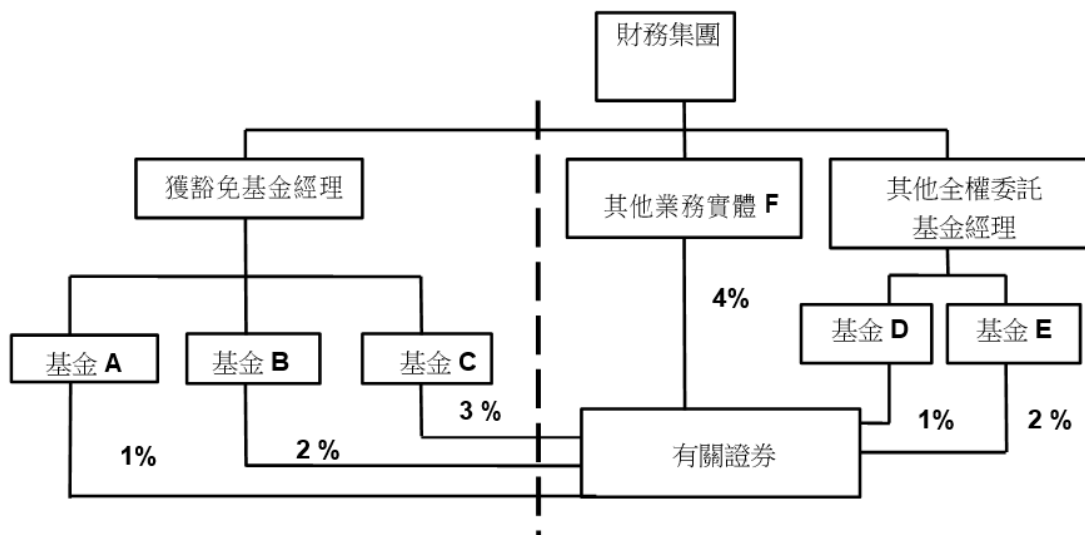 財務集團
獲豁免基金經理
其他業務實體 F
其他全權委託
基金經理
4%
基金 A
基金 B
基金 C
基金 D
基金 E
3 %
1%
2 %
1%
2 %
有關證券